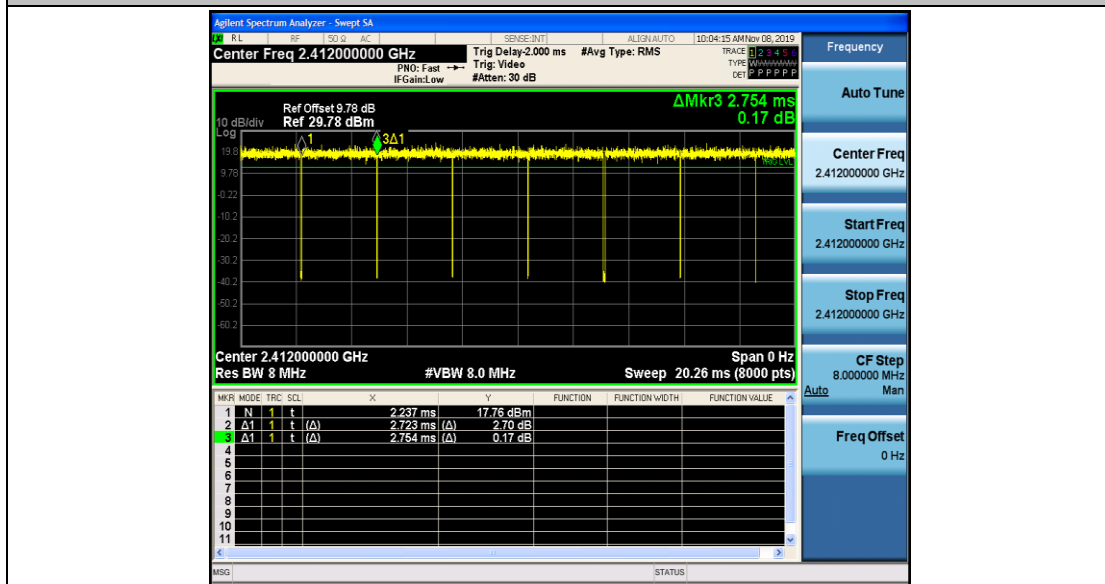 Agilent Spectrum Analyzer - Swept SA
RL RF 50 Ω AC SENSE:INT ALIGN AUTO 10:04:15 AM Nov 08, 2019
Center Freq 2.412000000 GHz
PNO: Fast
IFGain:Low
Trig Delay-2.000 ms
Trig: Video
#Atten: 30 dB
#Avg Type: RMS
TRACE 1 2 3 4 5 6
TYPE
DET P P P P P P
ΔMkr3 2.754 ms
0.17 dB
Ref Offset 9.78 dB
10 dB/div Ref 29.78 dBm
Log
1
3Δ1
19.8
9.78
-0.22
-10.2
-20.2
-30.2
-40.2
-50.2
-60.2
TRIG LVL
Center 2.412000000 GHz Span 0 Hz
Res BW 8 MHz #VBW 8.0 MHz Sweep 20.26 ms (8000 pts)
MKR MODE TRC SCL X Y FUNCTION FUNCTION WIDTH FUNCTION VALUE
1 N 1 t 2.237 ms 17.76 dBm
2 Δ1 1 t (Δ) 2.723 ms (Δ) 2.70 dB
3 Δ1 1 t (Δ) 2.754 ms (Δ) 0.17 dB
4
5
6
7
8
9
10
11
MSG STATUS
Frequency
Auto Tune
Center Freq
2.412000000 GHz
Start Freq
2.412000000 GHz
Stop Freq
2.412000000 GHz
CF Step
8.000000 MHz
Auto Man
Freq Offset
0 Hz